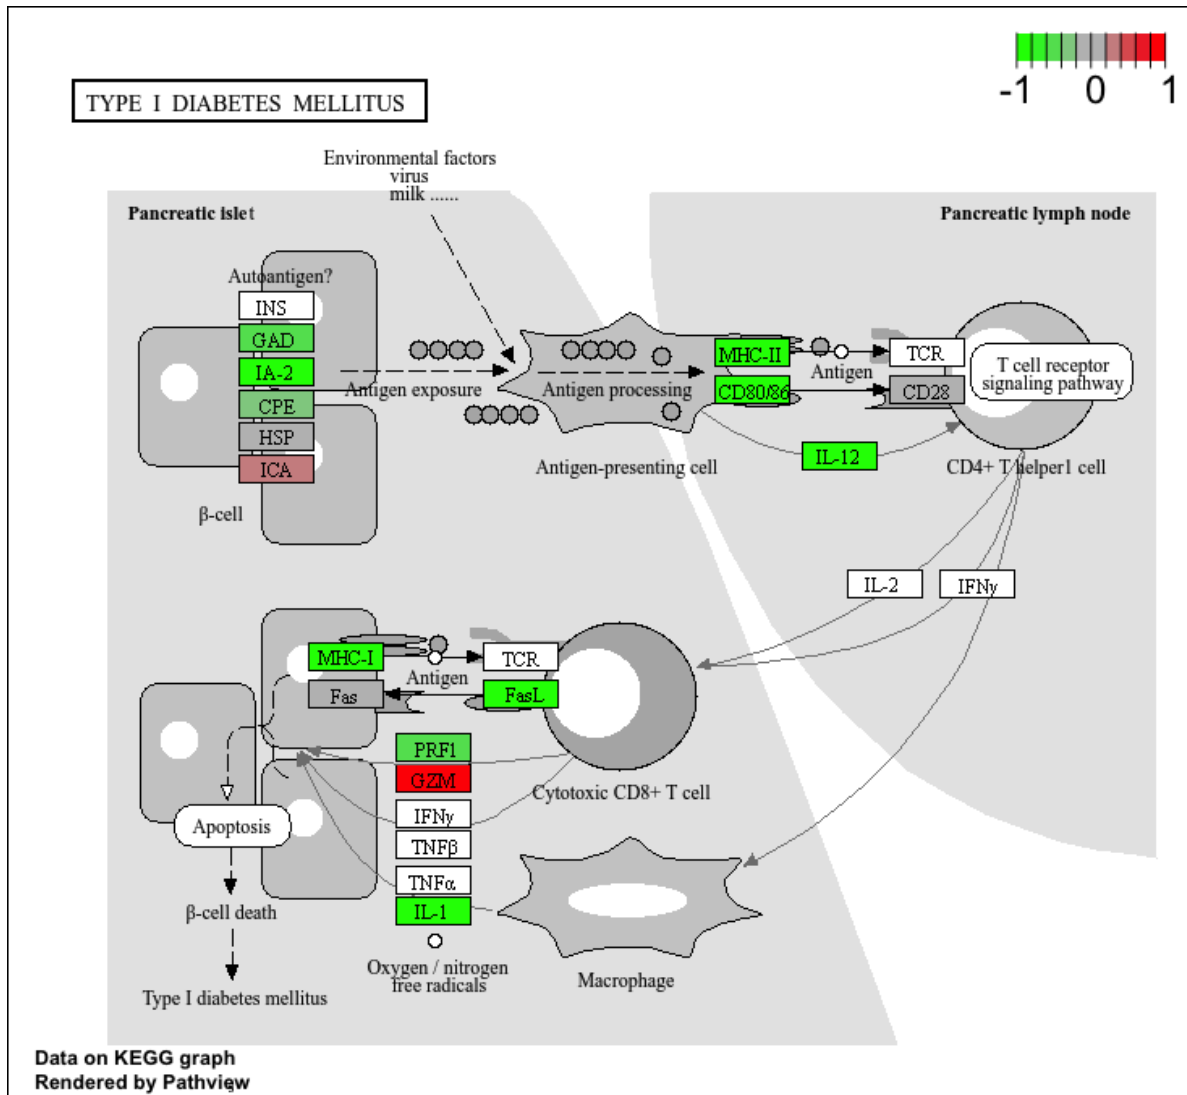 -1 0 1
TYPE I DIABETES MELLITUS
Environmental factors
virus
milk ......
Pancreatic islet
Pancreatic lymph node
Autoantigen?
INS
GAD
IA-2
CPE
HSP
ICA
β-cell
Antigen exposure
Antigen processing
Antigen-presenting cell
MHC-II
CD80/86
Antigen
TCR
CD28
T cell receptor
signaling pathway
IL-12
CD4+ T helper1 cell
IL-2
IFNγ
MHC-I
Fas
Antigen
TCR
FasL
PRF1
GZM
IFNγ
TNFβ
TNFα
IL-1
Cytotoxic CD8+ T cell
Apoptosis
β-cell death
Type I diabetes mellitus
Oxygen / nitrogen
free radicals
Macrophage
Data on KEGG graph
Rendered by Pathview